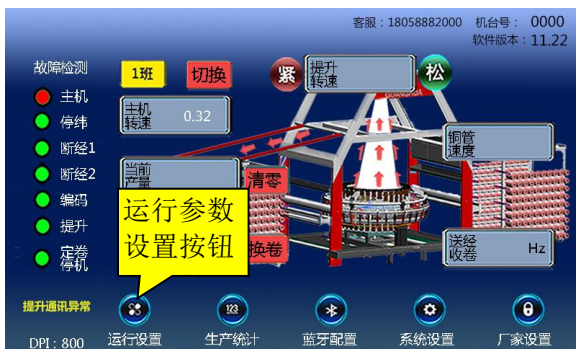 客服：18058882000 机台号： 0000
软件版本：11.22
故障检测
1班
切换
紧
提升
转速
松
主机
停纬
断经1
断经2
编码
提升
定卷
停机
主机
转速
0.32
铜管
速度
当前
产量
清零
运行参数
设置按钮
换卷
送经
收卷
Hz
提升通讯异常
DPI：800
运行设置
123
生产统计
蓝牙配置
系统设置
厂家设置